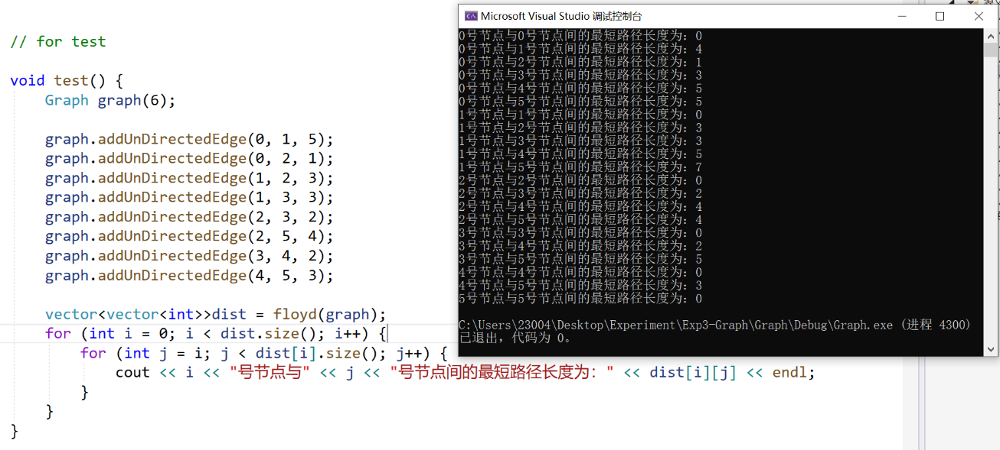 // for test
void test() {
Graph graph(6);
graph.addUnDirectedEdge(0, 1, 5);
graph.addUnDirectedEdge(0, 2, 1);
graph.addUnDirectedEdge(1, 2, 3);
graph.addUnDirectedEdge(1, 3, 3);
graph.addUnDirectedEdge(2, 3, 2);
graph.addUnDirectedEdge(2, 5, 4);
graph.addUnDirectedEdge(3, 4, 2);
graph.addUnDirectedEdge(4, 5, 3);
vector<vector<int>>dist = floyd(graph);
for (int i = 0; i < dist.size(); i++) {
for (int j = i; j < dist[i].size(); j++) {
cout << i << "号节点与" << j << "号节点间的最短路径长度为：" << dist[i][j] << endl;
}
}
}
Microsoft Visual Studio 调试控制台
0号节点与0号节点间的最短路径长度为：0
0号节点与1号节点间的最短路径长度为：4
0号节点与2号节点间的最短路径长度为：1
0号节点与3号节点间的最短路径长度为：3
0号节点与4号节点间的最短路径长度为：5
0号节点与5号节点间的最短路径长度为：5
1号节点与1号节点间的最短路径长度为：0
1号节点与2号节点间的最短路径长度为：3
1号节点与3号节点间的最短路径长度为：3
1号节点与4号节点间的最短路径长度为：5
1号节点与5号节点间的最短路径长度为：7
2号节点与2号节点间的最短路径长度为：0
2号节点与3号节点间的最短路径长度为：2
2号节点与4号节点间的最短路径长度为：4
2号节点与5号节点间的最短路径长度为：4
3号节点与3号节点间的最短路径长度为：0
3号节点与4号节点间的最短路径长度为：2
3号节点与5号节点间的最短路径长度为：5
4号节点与4号节点间的最短路径长度为：0
4号节点与5号节点间的最短路径长度为：3
5号节点与5号节点间的最短路径长度为：0
C:\Users\23004\Desktop\Experiment\Exp3-Graph\Graph\Debug\Graph.exe (进程 4300)
已退出，代码为 0。